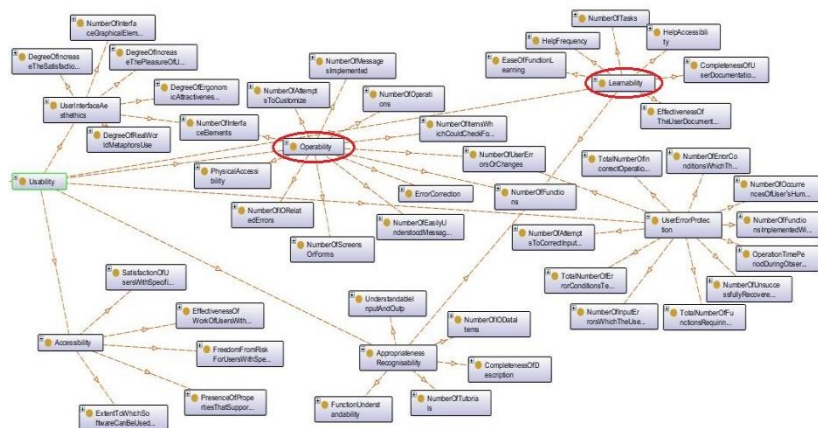 NumberOfInterfa
ceGraphicalElem...
DegreeOfIncreas
eTheSatisfactio...
DegreeOfIncreas
eThePleasureOfU...
DegreeOfErgonom
icAttractivenes...
UserInterfaceAe
sthethics
NumberOfInterfa
ceElements
DegreeOfRealWor
ldMetaphorsUse
NumberOfMessage
sImplemented
NumberOfAttempt
sToCustomize
NumberOfOperati
ons
NumberOfItemsWh
ichCouldCheckFo...
Operability
PhysicalAccessi
bility
NumberOfUserErr
orsOrChanges
ErrorCorrection
NumberOfFunctio
ns
NumberOfIORelat
edErrors
NumberOfEasilyU
nderstoodMessag...
NumberOfScreens
OrForms
NumberOfTasks
HelpFrequency
HelpAccessibili
ty
EaseOfFunctionL
earning
CompletenessOfU
serDocumentatio...
Learnability
EffectivenessOf
TheUserDocument...
TotalNumberOfIn
correctOperatio...
NumberOfErrorCo
nditionsWhichTh...
NumberOfOccurre
ncesOfUser'sHum...
UserErrorProtec
tion
NumberOfFunctio
nsImplementedWi...
NumberOfAttempt
sToCorrectInput...
OperationTimePe
riodDuringObser...
TotalNumberOfEr
rorConditionsTe...
NumberOfUnsucce
ssfullyRecovere...
NumberOfInputEr
rorsWhichTheUse...
TotalNumberOfFu
nctionsRequirin...
Usability
SatisfactionOfU
sersWithSpecifi...
EffectivenessOf
WorkOfUsersWith...
Accessibility
FreedomFromRisk
ForUsersWithSpe...
PresenceOfPrope
rtiesThatSuppor...
ExtentToWhichSo
ftwareCanBeUsed...
UnderstandableI
nputAndOutp
NumberOfIODataI
tems
Appropriateness
Recognisability
CompletenessOfD
escription
FunctionUnderst
andability
NumberOfTutoria
ls